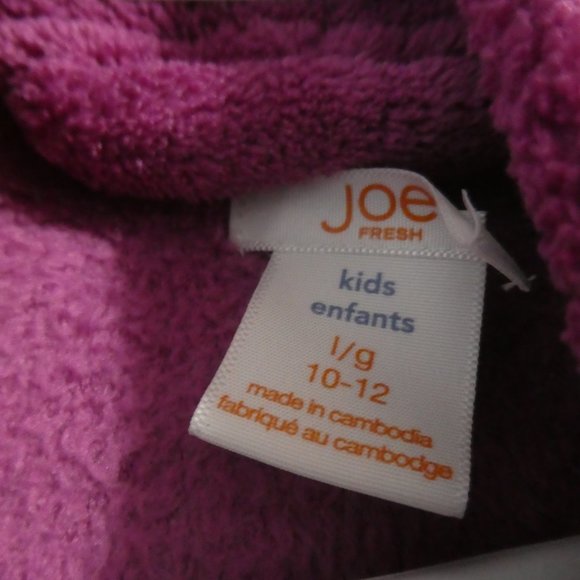 Joe
FRESH
kids
enfants
l/g
10-12
made in cambodia
fabriqué au cambodge